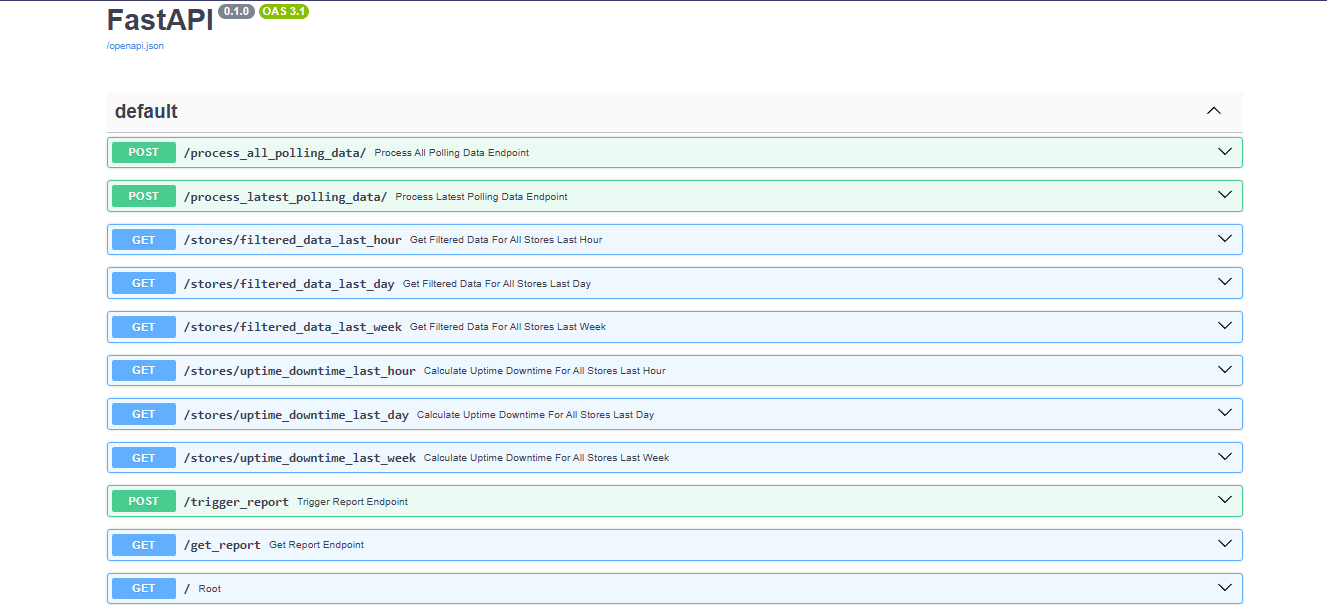 FastAPI 0.1.0 OAS 3.1
/openapi.json
default
POST /process_all_polling_data/ Process All Polling Data Endpoint
POST /process_latest_polling_data/ Process Latest Polling Data Endpoint
GET /stores/filtered_data_last_hour Get Filtered Data For All Stores Last Hour
GET /stores/filtered_data_last_day Get Filtered Data For All Stores Last Day
GET /stores/filtered_data_last_week Get Filtered Data For All Stores Last Week
GET /stores/uptime_downtime_last_hour Calculate Uptime Downtime For All Stores Last Hour
GET /stores/uptime_downtime_last_day Calculate Uptime Downtime For All Stores Last Day
GET /stores/uptime_downtime_last_week Calculate Uptime Downtime For All Stores Last Week
POST /trigger_report Trigger Report Endpoint
GET /get_report Get Report Endpoint
GET / Root